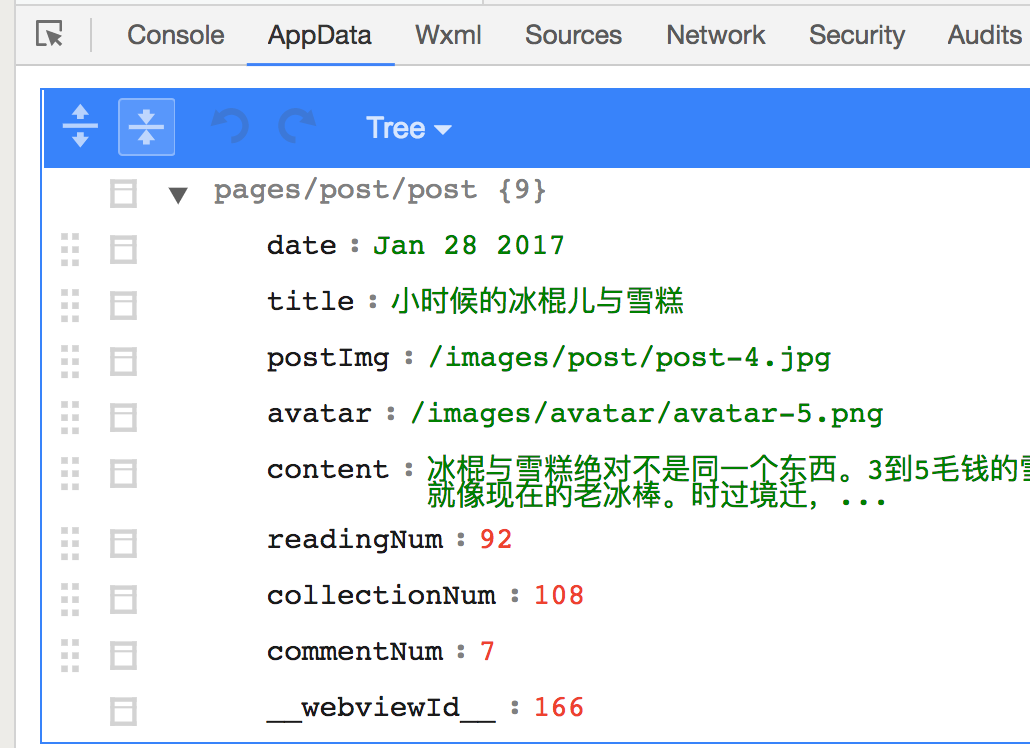 Console AppData Wxml Sources Network Security Audits
Tree
pages/post/post {9}
date : Jan 28 2017
title : 小时候的冰棍儿与雪糕
postImg : /images/post/post-4.jpg
avatar : /images/avatar/avatar-5.png
content : 冰棍与雪糕绝对不是同一个东西。3到5毛钱的雪
就像现在的老冰棒。时过境迁，...
readingNum : 92
collectionNum : 108
commentNum : 7
__webviewId__ : 166